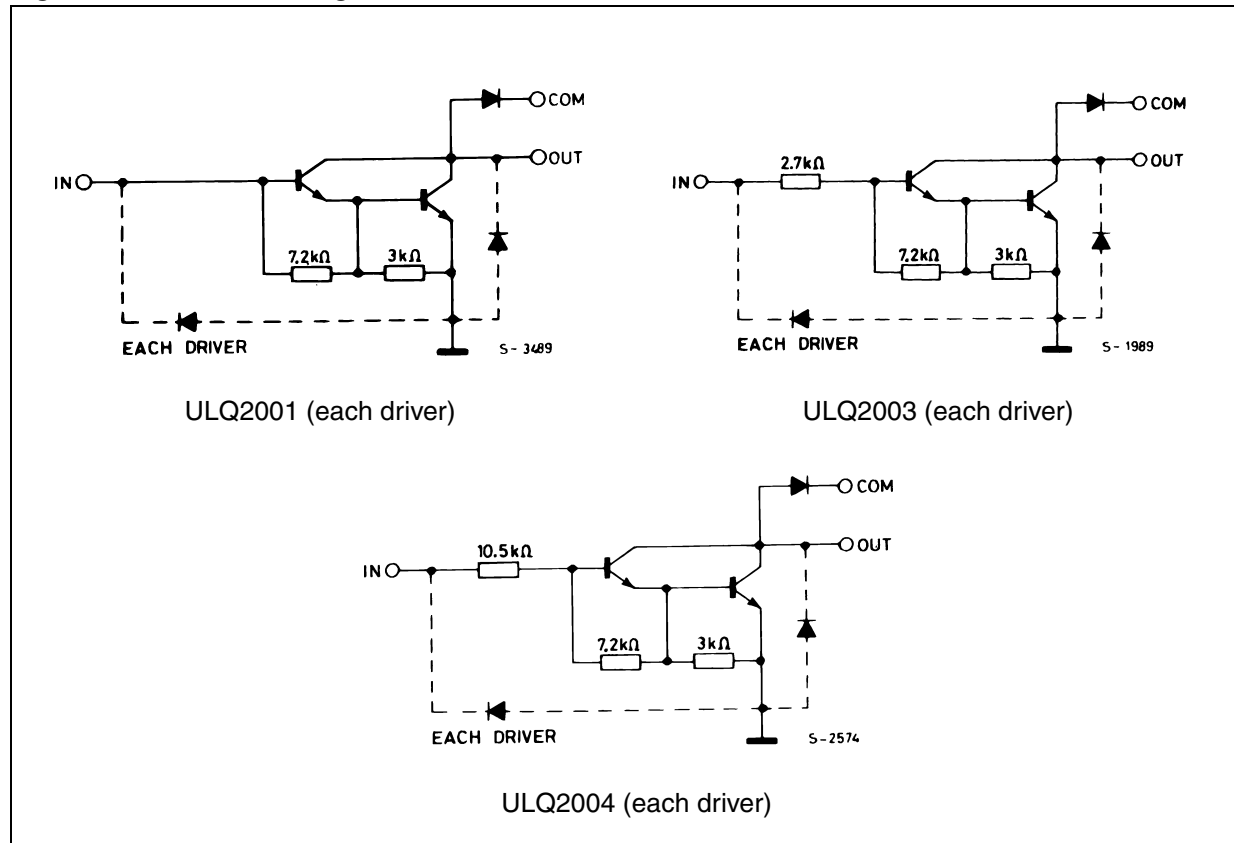 COM
OUT
IN
7.2kΩ
3kΩ
EACH DRIVER
S-3489
ULQ2001 (each driver)
COM
OUT
2.7kΩ
IN
7.2kΩ
3kΩ
EACH DRIVER
S-1989
ULQ2003 (each driver)
COM
OUT
10.5kΩ
IN
7.2kΩ
3kΩ
EACH DRIVER
S-2574
ULQ2004 (each driver)